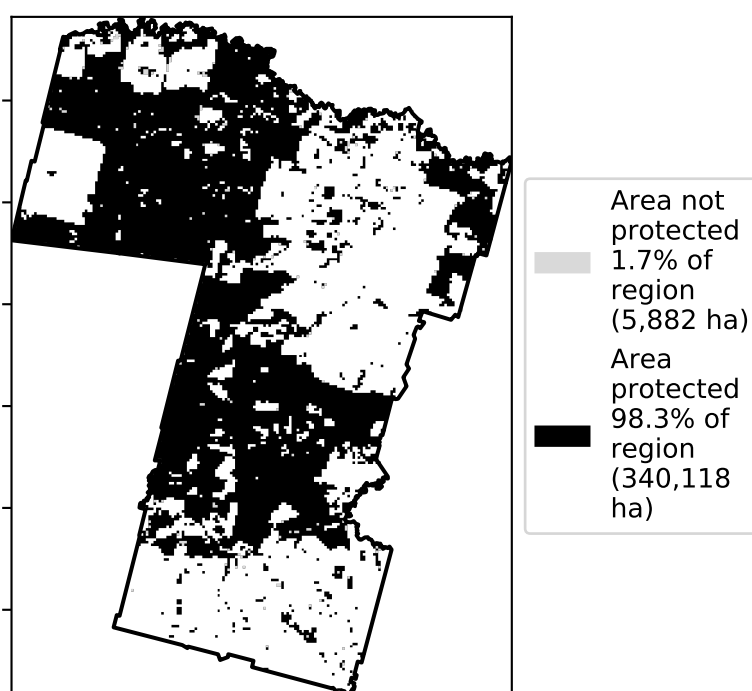 Area not
protected
1.7% of
region
(5,882 ha)
Area
protected
98.3% of
region
(340,118
ha)